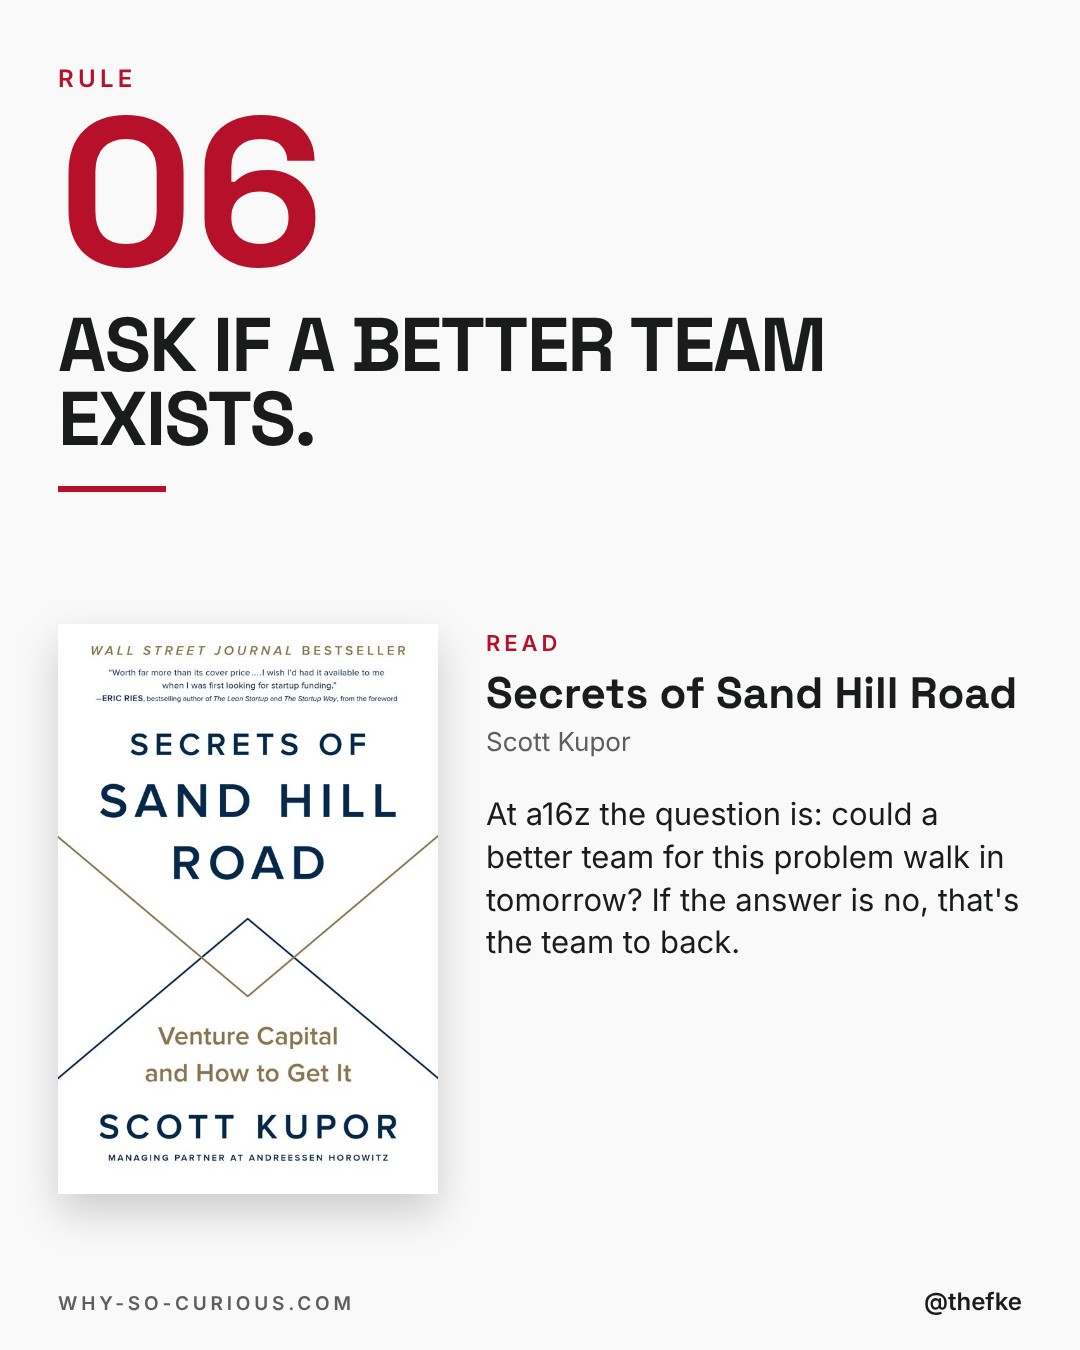 RULE
06
ASK IF A BETTER TEAM
EXISTS.
WALL STREET JOURNAL BESTSELLER
"Worth far more than its cover price....I wish I'd had it available to me
when I was first looking for startup funding."
—ERIC RIES, bestselling author of The Lean Startup and The Startup Way, from the foreword
SECRETS OF
SAND HILL
ROAD
Venture Capital
and How to Get It
SCOTT KUPOR
MANAGING PARTNER AT ANDREESSEN HOROWITZ
READ
Secrets of Sand Hill Road
Scott Kupor
At a16z the question is: could a
better team for this problem walk in
tomorrow? If the answer is no, that's
the team to back.
WHY-SO-CURIOUS.COM
@thefke